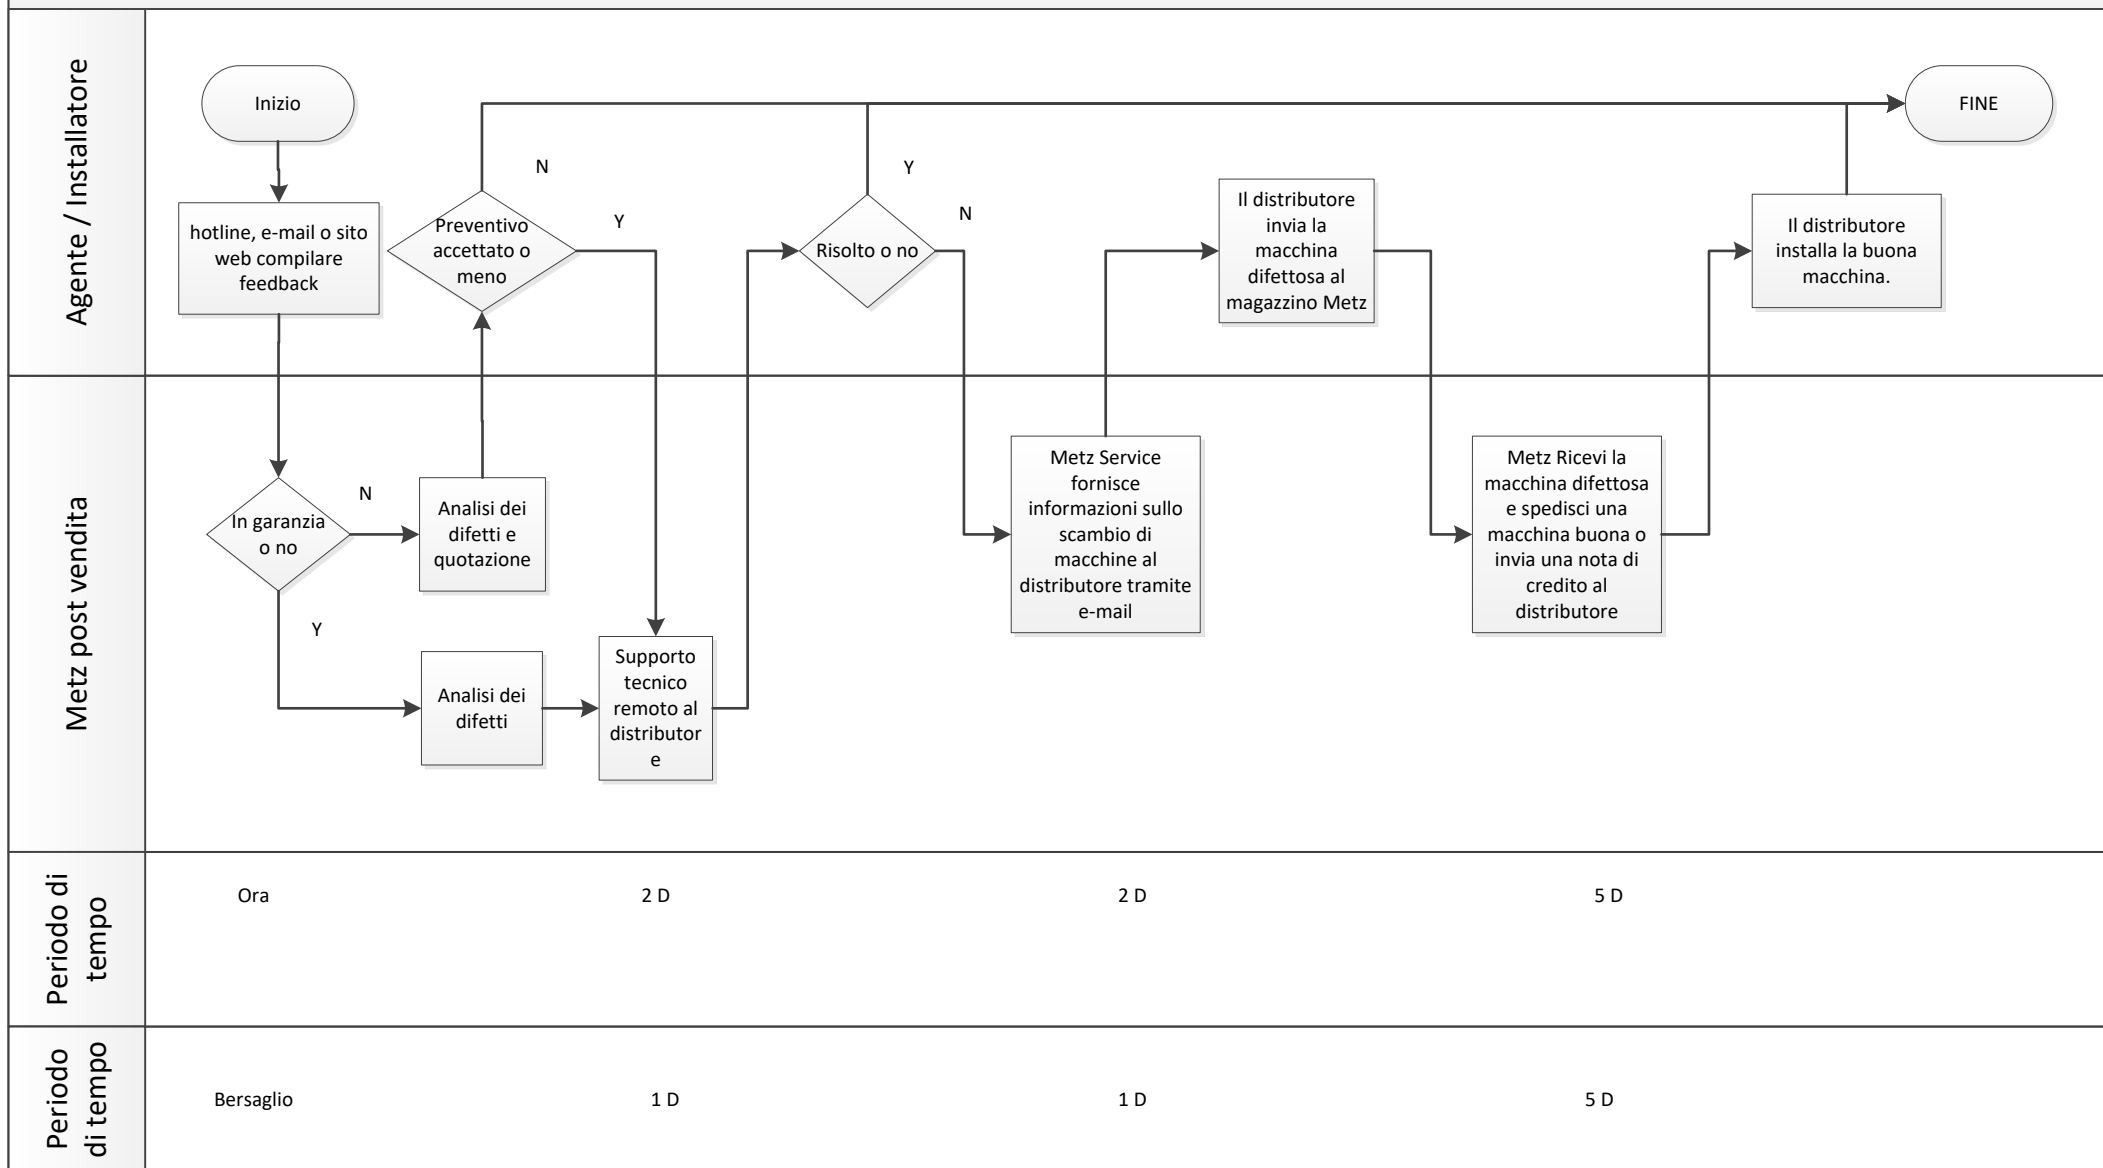 Agente / Installatore
Inizio
FINE
N
Y
Y
N
hotline, e-mail o sito
web compilare
feedback
Preventivo
accettato o
meno
Risolto o no
Il distributore
invia la
macchina
difettosa al
magazzino Metz
Il distributore
installa la buona
macchina.
Metz post vendita
In garanzia
o no
N
Y
Analisi dei
difetti e
quotazione
Analisi dei
difetti
Supporto
tecnico
remoto al
distributor
e
Metz Service
fornisce
informazioni sullo
scambio di
macchine al
distributore tramite
e-mail
Metz Ricevi la
macchina difettosa
e spedisci una
macchina buona o
invia una nota di
credito al
distributore
Periodo di
tempo
Ora
2 D
2 D
5 D
Periodo
di tempo
Bersaglio
1 D
1 D
5 D